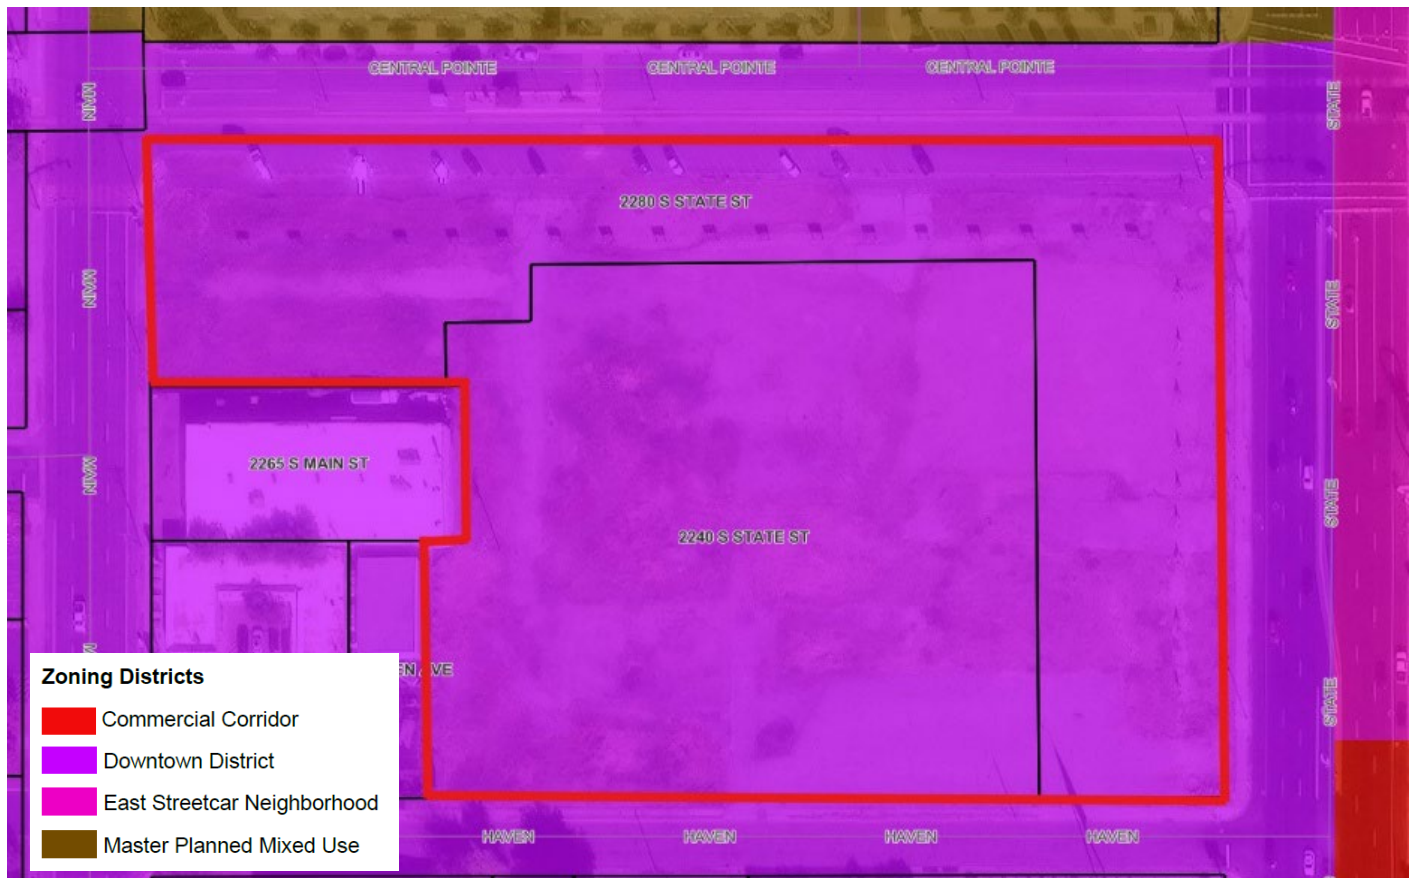 CENTRAL POINTE CENTRAL POINTE CENTRAL POINTE
MAIN
STATE
2280 S STATE ST
MAIN
STATE
2265 S MAIN ST
MAIN
STATE
2240 S STATE ST
STATE
HAVEN HAVEN HAVEN HAVEN
Zoning Districts
Commercial Corridor
Downtown District
East Streetcar Neighborhood
Master Planned Mixed Use